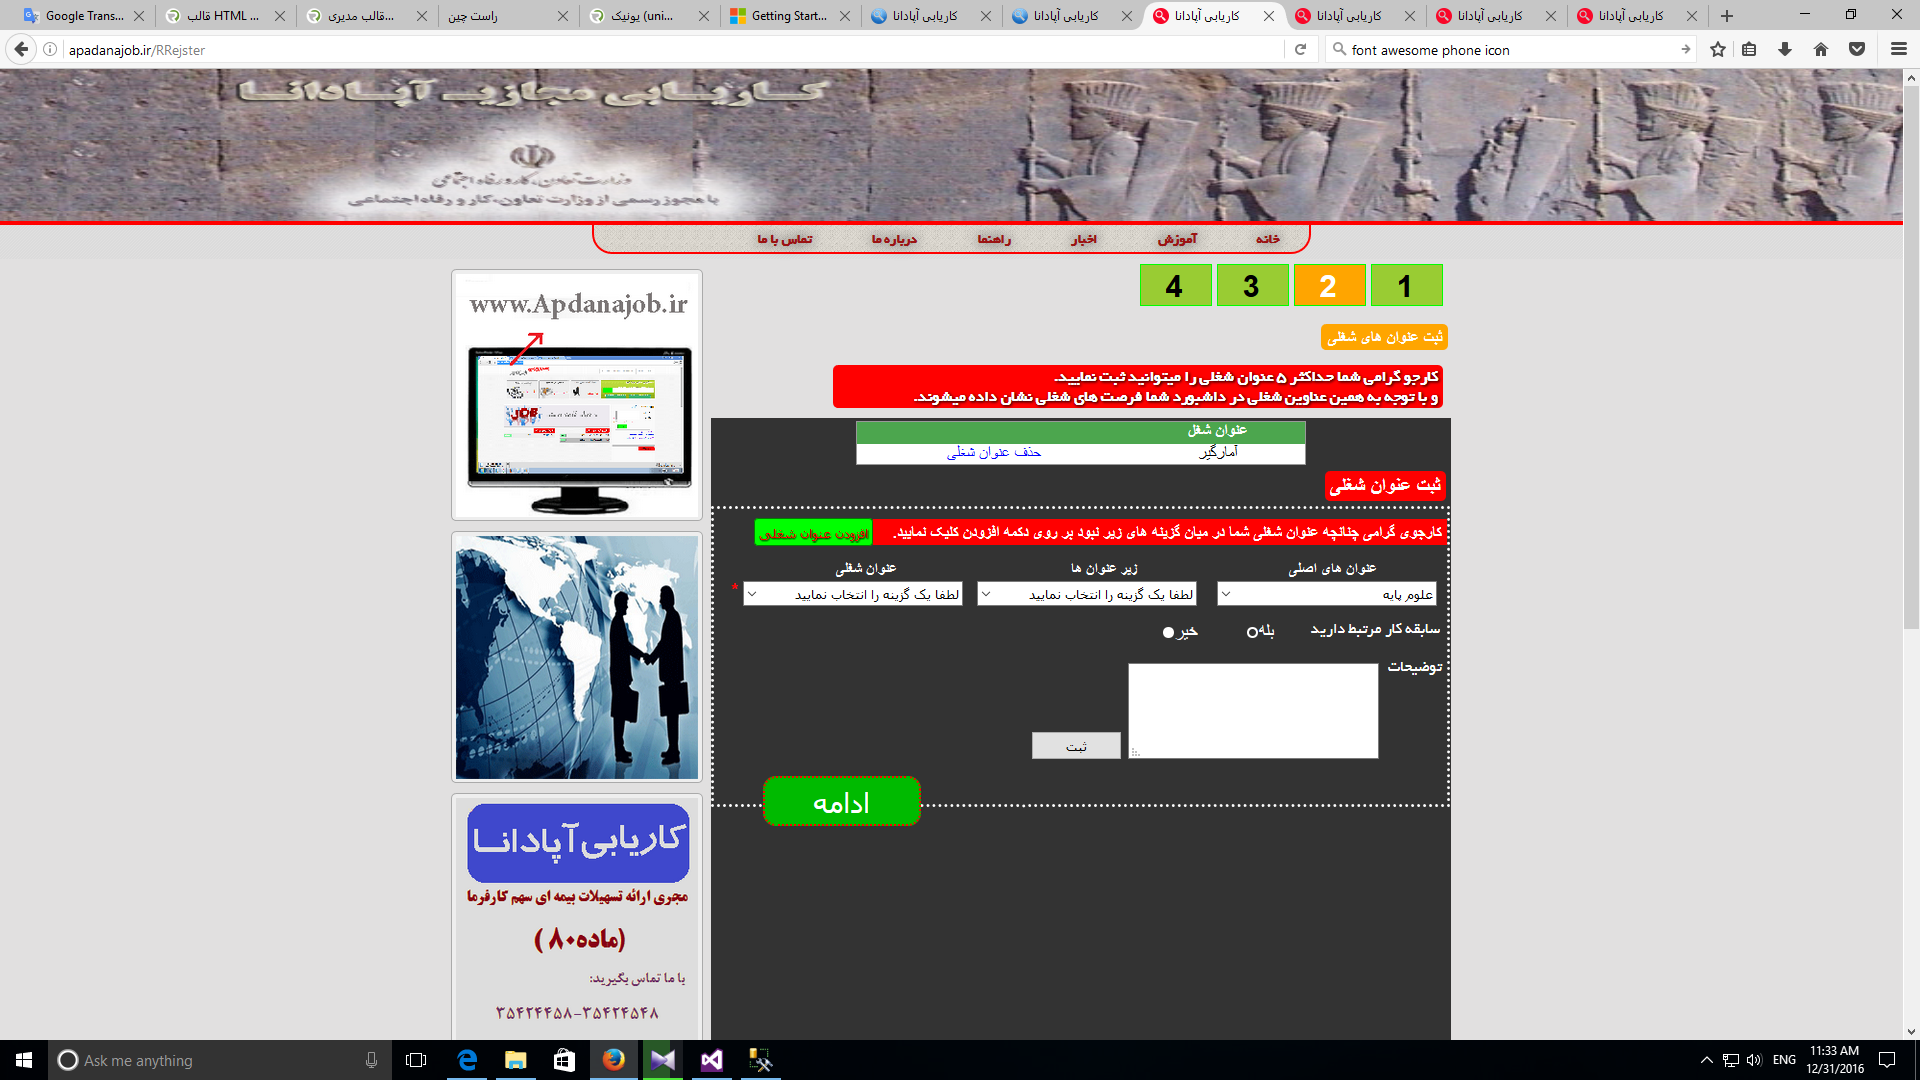 Google Trans...
قالب HTML ...
قالب مدیری...
راست چین
یونیک (uni...
Getting Start...
کاریابی آپادانا
کاریابی آپادانا
کاریابی آپادانا
کاریابی آپادانا
کاریابی آپادانا
کاریابی آپادانا
apadanajob.ir/RRejster
font awesome phone icon
کاریابی مجازی آپادانا
وزارت تعاون، کار و رفاه اجتماعی
با مجوز رسمی از وزارت تعاون، کار و رفاه اجتماعی
خانه
آموزش
اخبار
راهنما
درباره ما
تماس با ما
1
2
3
4
ثبت عنوان های شغلی
کارجو گرامی شما حداکثر ۵ عنوان شغلی را میتوانید ثبت نمایید.
و با توجه به همین عناوین شغلی در داشبورد شما فرصت های شغلی نشان داده میشوند.
عنوان شغل
آمارگیر
حذف عنوان شغلی
ثبت عنوان شغلی
کارجوی گرامی چنانچه عنوان شغلی شما در میان گزینه های زیر نبود بر روی دکمه افزودن کلیک نمایید.
افزودن عنوان شغلی
عنوان های اصلی
زیر عنوان ها
عنوان شغلی
علوم پایه
لطفا یک گزینه را انتخاب نمایید
لطفا یک گزینه را انتخاب نمایید
*
سابقه کار مرتبط دارید
بله
خیر
توضیحات
ثبت
ادامه
www.Apdanajob.ir
JOB
کاریابی آپادانا
مجری ارائه تسهیلات بیمه ای سهم کارفرما
(ماده۸۰ )
با ما تماس بگیرید:
۳۵۴۲۴۴۵۸-۳۵۴۲۴۵۴۸
Ask me anything
ENG
11:33 AM
12/31/2016